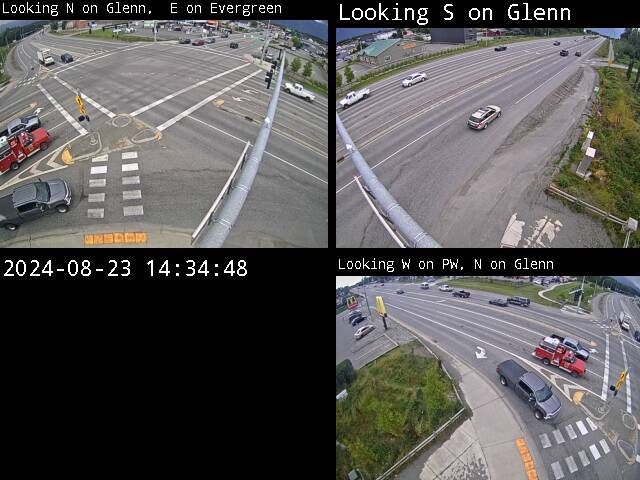 Looking N on Glenn, E on Evergreen
Looking S on Glenn
2024-08-23 14:34:48
Looking W on PW, N on Glenn